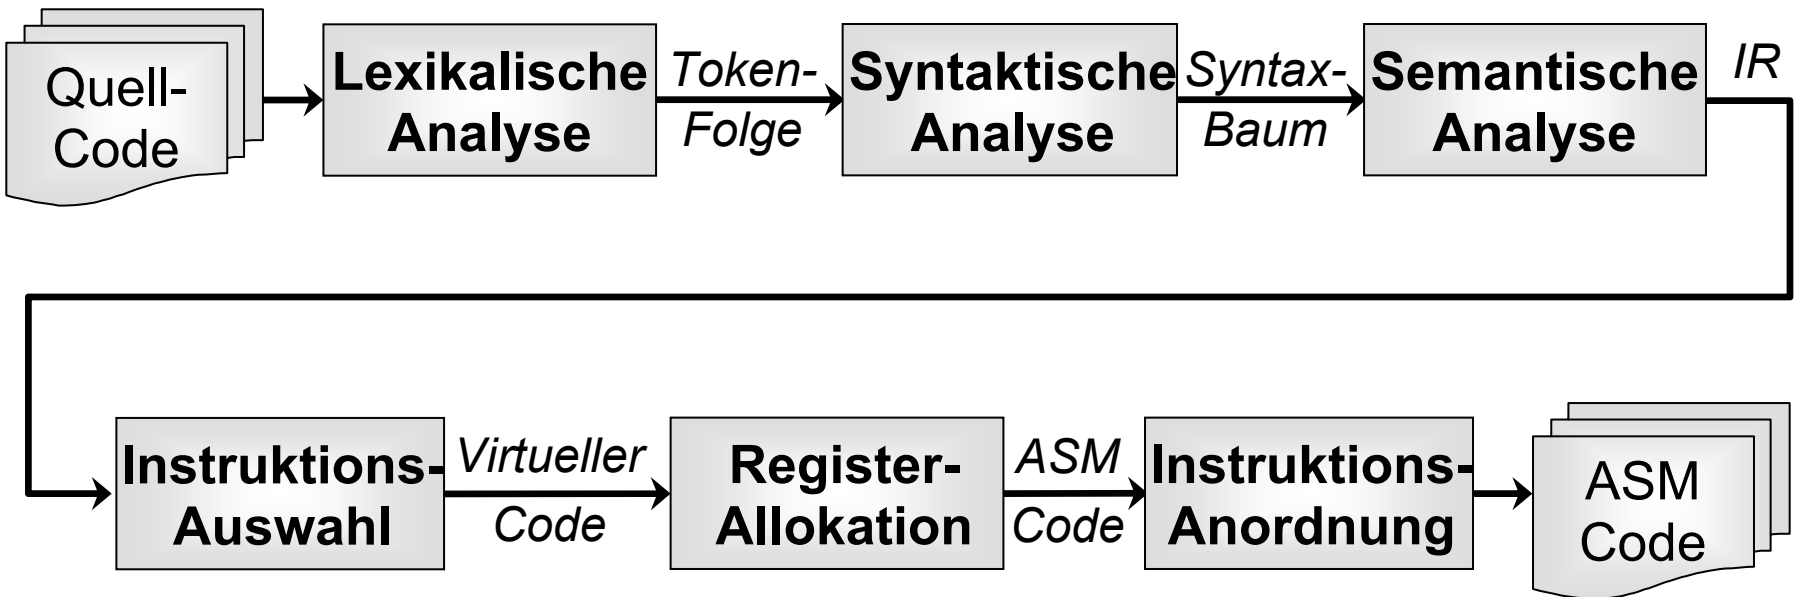 Quell-
Code
Lexikalische
Analyse
Token-
Folge
Syntaktische
Analyse
Syntax-
Baum
Semantische
Analyse
IR
Instruktions-
Auswahl
Virtueller
Code
Register-
Allokation
ASM
Code
Instruktions-
Anordnung
ASM
Code